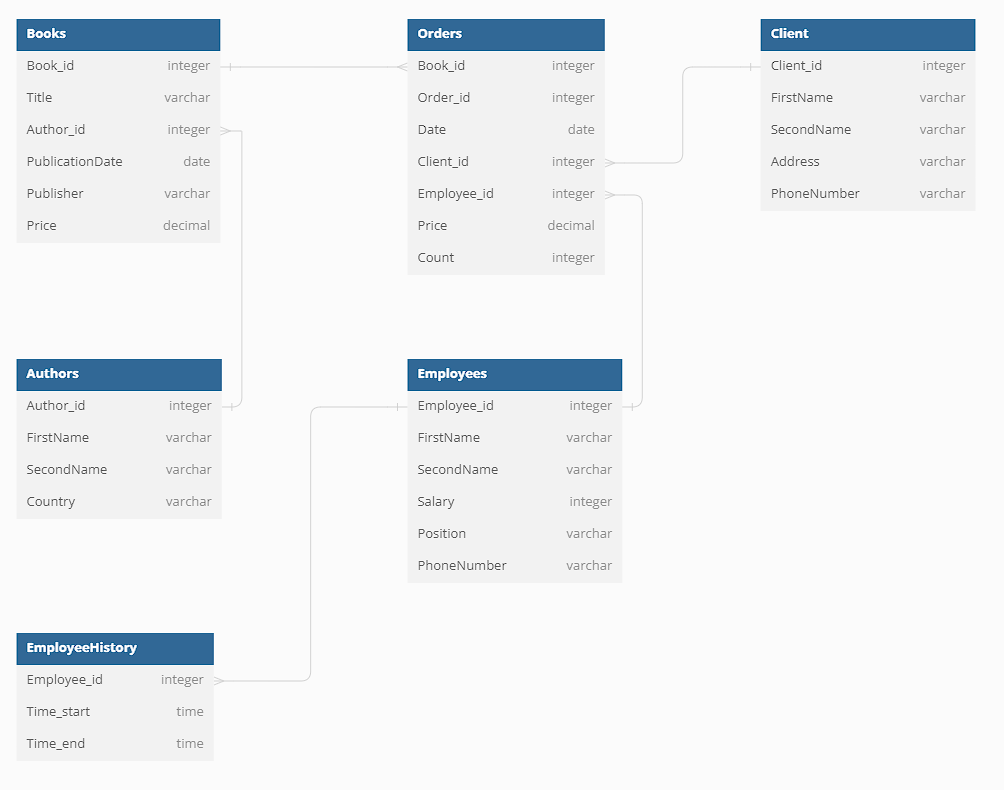 Books
Book_id integer
Title varchar
Author_id integer
PublicationDate date
Publisher varchar
Price decimal
Orders
Book_id integer
Order_id integer
Date date
Client_id integer
Employee_id integer
Price decimal
Count integer
Client
Client_id integer
FirstName varchar
SecondName varchar
Address varchar
PhoneNumber varchar
Authors
Author_id integer
FirstName varchar
SecondName varchar
Country varchar
Employees
Employee_id integer
FirstName varchar
SecondName varchar
Salary integer
Position varchar
PhoneNumber varchar
EmployeeHistory
Employee_id integer
Time_start time
Time_end time